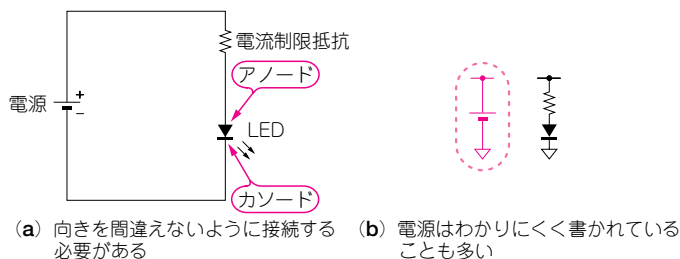 電流制限抵抗
アノード
電源
+
−
LED
カソード
(a) 向きを間違えないように接続する
必要がある
(b) 電源はわかりにくく書かれている
ことも多い